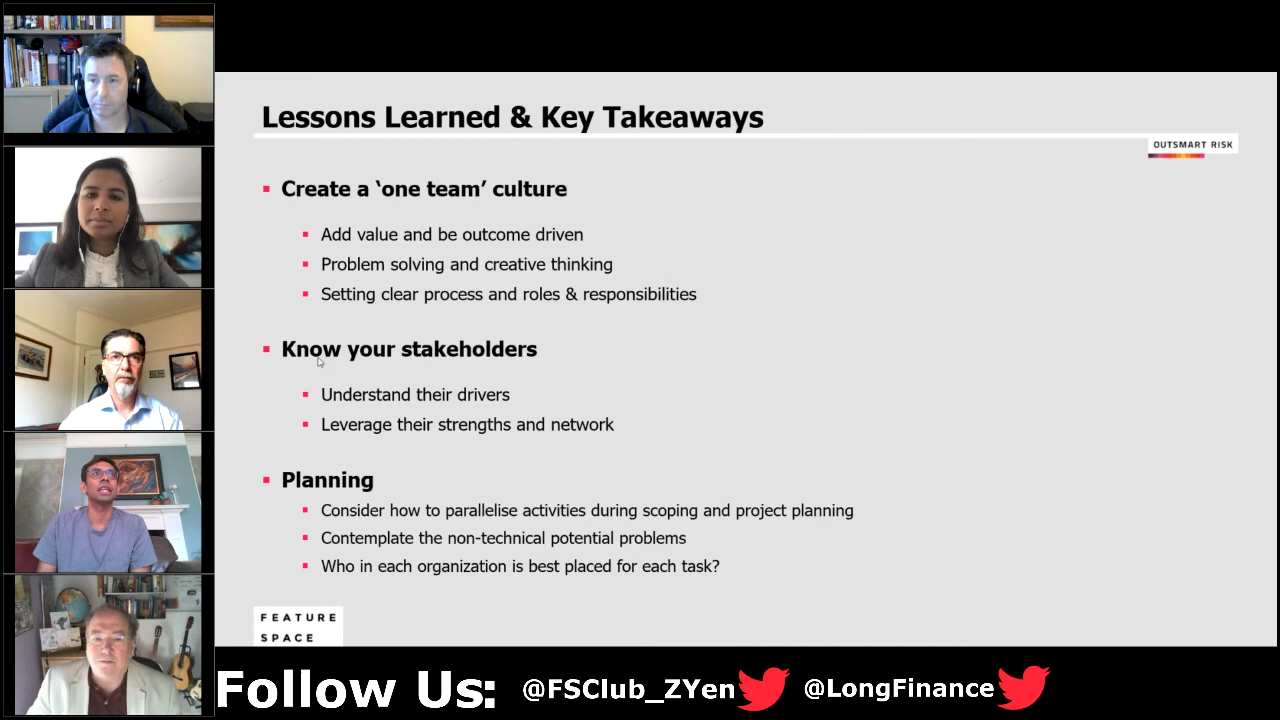 Lessons Learned & Key Takeaways
OUTSMART RISK
Create a ‘one team’ culture
Add value and be outcome driven
Problem solving and creative thinking
Setting clear process and roles & responsibilities
Know your stakeholders
Understand their drivers
Leverage their strengths and network
Planning
Consider how to parallelise activities during scoping and project planning
Contemplate the non-technical potential problems
Who in each organization is best placed for each task?
FEATURE
SPACE
Follow Us: @FSClub_ZYen @LongFinance